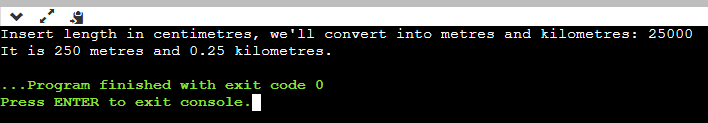 Insert length in centimetres, we'll convert into metres and kilometres: 25000
It is 250 metres and 0.25 kilometres.
...Program finished with exit code 0
Press ENTER to exit console.